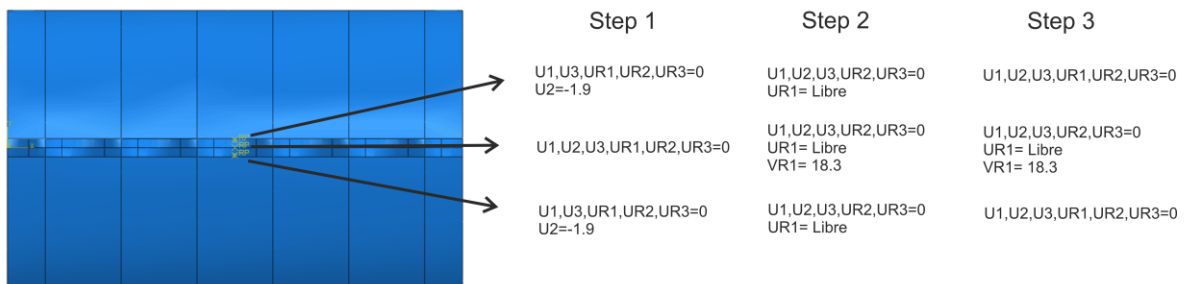 Step 1
Step 2
Step 3
U1,U3,UR1,UR2,UR3=0
U2=-1.9
U1,U2,U3,UR2,UR3=0
UR1= Libre
U1,U2,U3,UR1,UR2,UR3=0
U1,U2,U3,UR1,UR2,UR3=0
U1,U2,U3,UR2,UR3=0
UR1= Libre
VR1= 18.3
U1,U2,U3,UR2,UR3=0
UR1= Libre
VR1= 18.3
U1,U3,UR1,UR2,UR3=0
U2=-1.9
U1,U2,U3,UR2,UR3=0
UR1= Libre
U1,U2,U3,UR1,UR2,UR3=0
RP
RP
RP